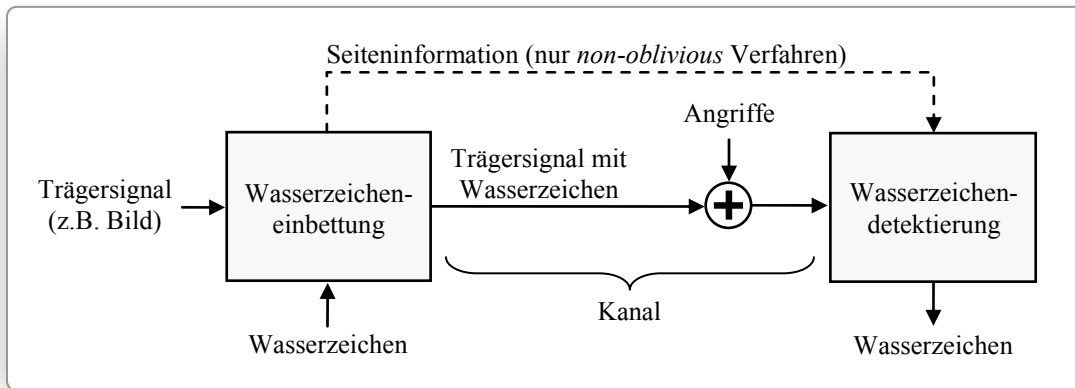 Seiteninformation (nur non-oblivious Verfahren)
Angriffe
Trägersignal
(z.B. Bild)
Wasserzeichen-
einbettung
Trägersignal mit
Wasserzeichen
Wasserzeichen-
detektierung
Kanal
Wasserzeichen
Wasserzeichen